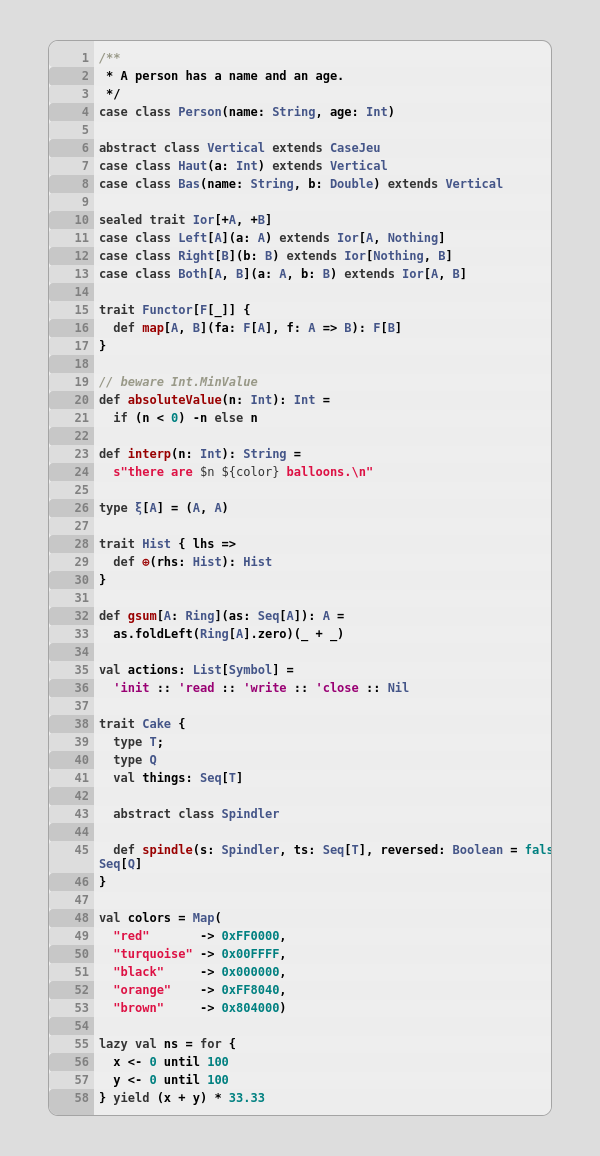 1 /**
2  * A person has a name and an age.
3  */
4 case class Person(name: String, age: Int)
5
6 abstract class Vertical extends CaseJeu
7 case class Haut(a: Int) extends Vertical
8 case class Bas(name: String, b: Double) extends Vertical
9
10 sealed trait Ior[+A, +B]
11 case class Left[A](a: A) extends Ior[A, Nothing]
12 case class Right[B](b: B) extends Ior[Nothing, B]
13 case class Both[A, B](a: A, b: B) extends Ior[A, B]
14
15 trait Functor[F[_]] {
16   def map[A, B](fa: F[A], f: A => B): F[B]
17 }
18
19 // beware Int.MinValue
20 def absoluteValue(n: Int): Int =
21   if (n < 0) -n else n
22
23 def interp(n: Int): String =
24   s"there are $n ${color} balloons.\n"
25
26 type ξ[A] = (A, A)
27
28 trait Hist { lhs =>
29   def ⊕(rhs: Hist): Hist
30 }
31
32 def gsum[A: Ring](as: Seq[A]): A =
33   as.foldLeft(Ring[A].zero)(_ + _)
34
35 val actions: List[Symbol] =
36   'init :: 'read :: 'write :: 'close :: Nil
37
38 trait Cake {
39   type T;
40   type Q
41   val things: Seq[T]
42
43   abstract class Spindler
44
45   def spindle(s: Spindler, ts: Seq[T], reversed: Boolean = fals
Seq[Q]
46 }
47
48 val colors = Map(
49   "red"       -> 0xFF0000,
50   "turquoise" -> 0x00FFFF,
51   "black"     -> 0x000000,
52   "orange"    -> 0xFF8040,
53   "brown"     -> 0x804000)
54
55 lazy val ns = for {
56   x <- 0 until 100
57   y <- 0 until 100
58 } yield (x + y) * 33.33